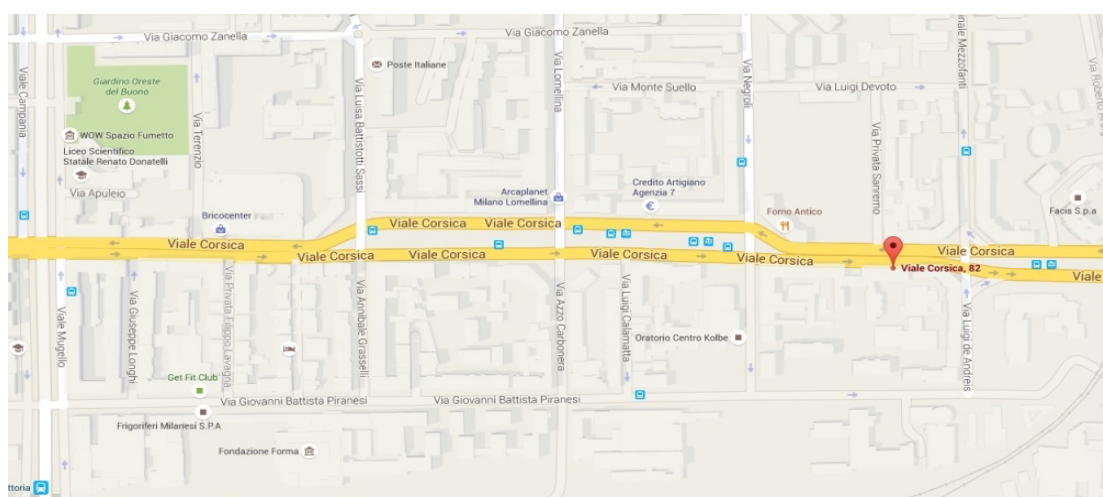 Via Giacomo Zanella
Via Giacomo Zanella
Viale Campania
Giardino Oreste
del Buono
Poste Italiane
Via Lomellina
Via Negroli
Via Monte Suello
Via Luigi Devoto
Via Terenzio
Via Luisa Battistotti Sassi
WOW Spazio Fumetto
Liceo Scientifico
Statale Renato Donatelli
Via Apuleio
Via Privata Sanremo
Arcaplanet
Milano Lomellina
Credito Artigiano
Agenzia 7
Forno Antico
Facis S.p.a
Bricocenter
Viale Corsica
Viale Corsica
Viale Corsica
Viale Corsica
Viale Corsica
Viale Corsica
Viale Corsica
Viale Corsica
Viale Corsica
Viale Corsica, 82
Viale
Viale Mugello
Via Giuseppe Longhi
Via Privata Filippo Lavagna
Via Annibale Grasselli
Via Azzo Carbonera
Via Luigi Calamatta
Oratorio Centro Kolbe
Via Luigi de Andreis
Get Fit Club
Via Giovanni Battista Piranesi
Via Giovanni Battista Piranesi
Frigoriferi Milanesi S.P.A
Fondazione Forma
ttoria